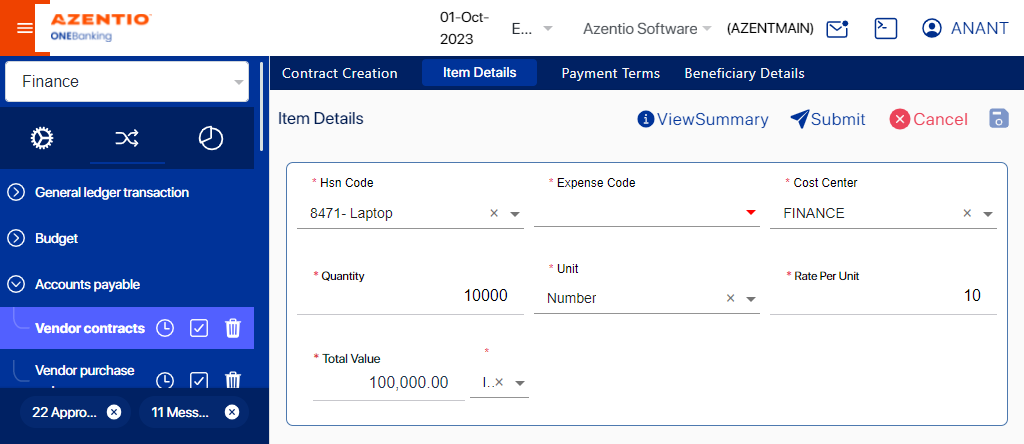 AZENTIO
ONEBanking
01-Oct-
2023
E...
Azentio Software
(AZENTMAIN)
ANANT
Finance
Contract Creation
Item Details
Payment Terms
Beneficiary Details
Item Details
ViewSummary
Submit
Cancel
General ledger transaction
Budget
Accounts payable
Vendor contracts
Vendor purchase
22 Appro...
11 Mess...
* Hsn Code
* Expense Code
* Cost Center
8471- Laptop
FINANCE
* Quantity
* Unit
* Rate Per Unit
10000
Number
10
* Total Value
*
100,000.00
I..